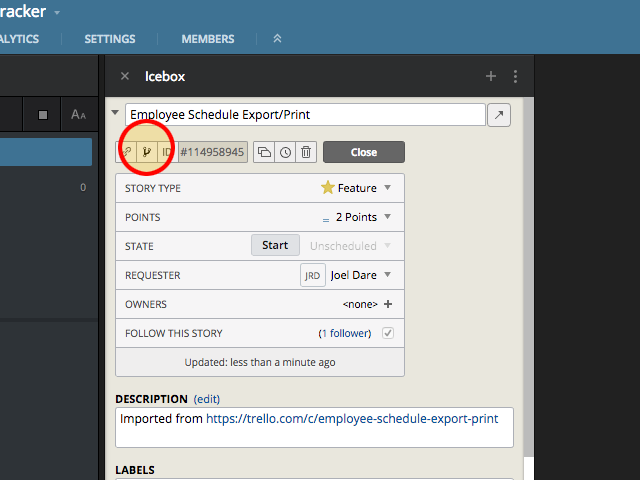 racker
ALYTICS SETTINGS MEMBERS
Icebox
AA
Employee Schedule Export/Print
ID #114958945 Close
0
STORY TYPE Feature
POINTS 2 Points
STATE Start Unscheduled
REQUESTER JRD Joel Dare
OWNERS <none>
FOLLOW THIS STORY (1 follower)
Updated: less than a minute ago
DESCRIPTION (edit)
Imported from https://trello.com/c/employee-schedule-export-print
LABELS